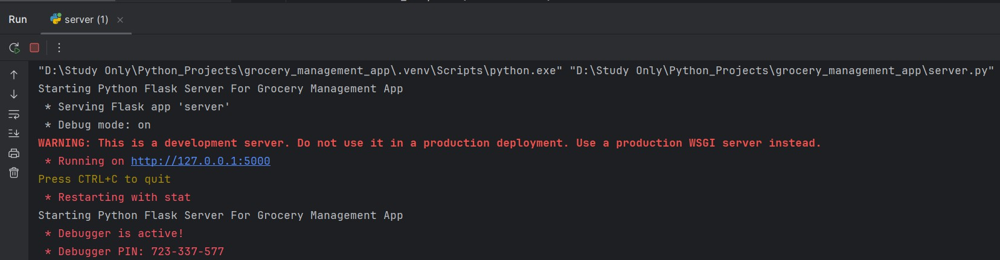 Run
server (1)
"D:\Study Only\Python_Projects\grocery_management_app\.venv\Scripts\python.exe" "D:\Study Only\Python_Projects\grocery_management_app\server.py"
Starting Python Flask Server For Grocery Management App
 * Serving Flask app 'server'
 * Debug mode: on
WARNING: This is a development server. Do not use it in a production deployment. Use a production WSGI server instead.
 * Running on http://127.0.0.1:5000
Press CTRL+C to quit
 * Restarting with stat
Starting Python Flask Server For Grocery Management App
 * Debugger is active!
 * Debugger PIN: 723-337-577